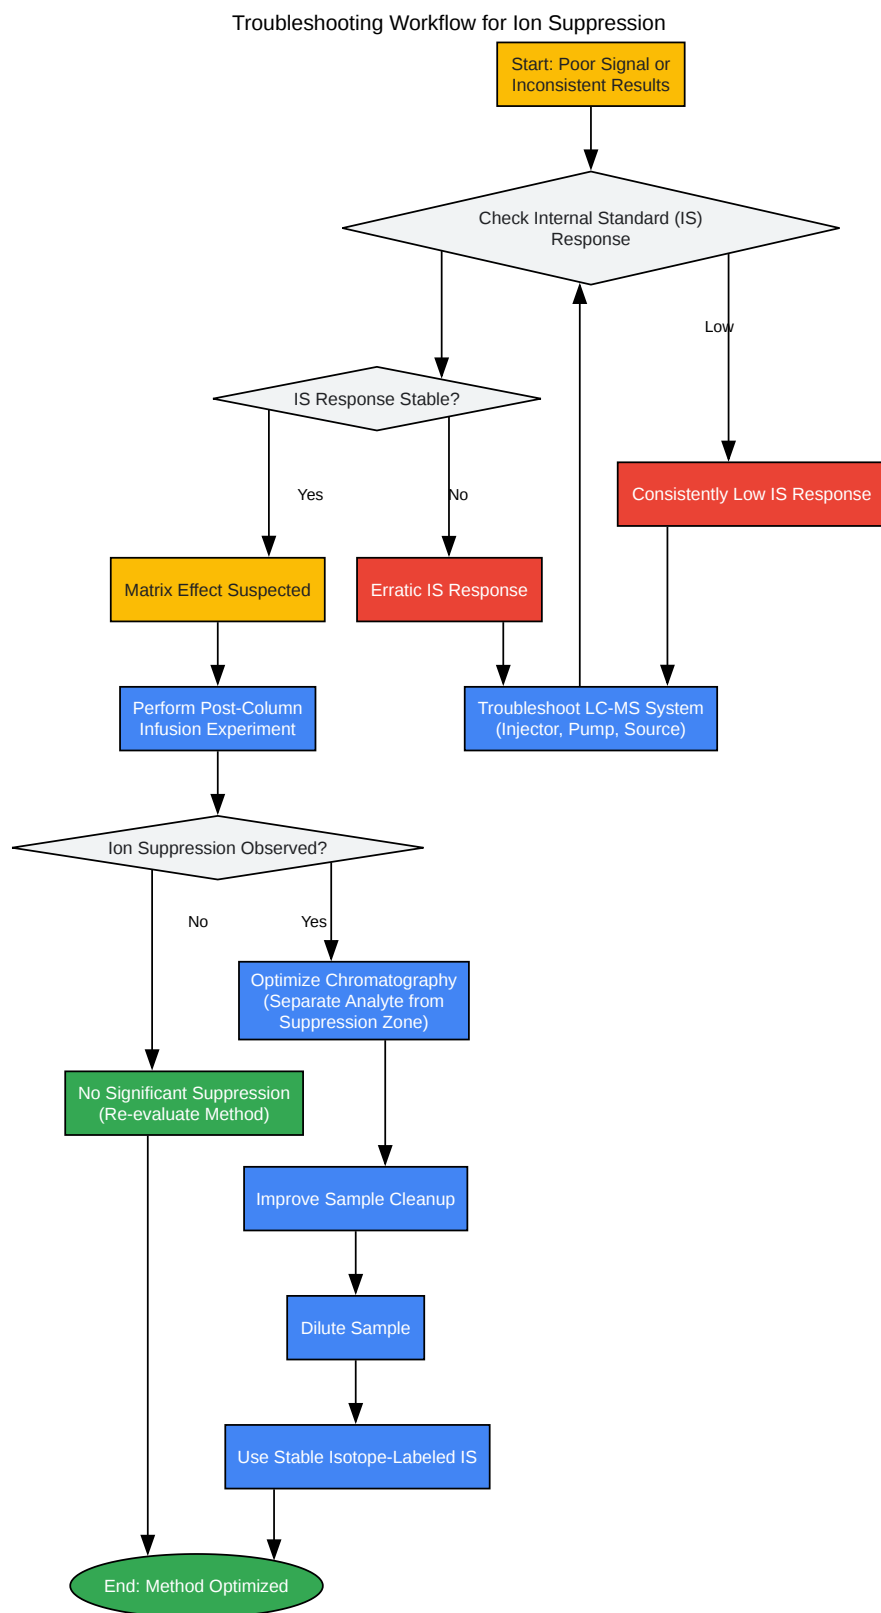 Troubleshooting Workflow for Ion Suppression
Start: Poor Signal or
Inconsistent Results
Check Internal Standard (IS)
Response
Low
IS Response Stable?
Yes
No
Consistently Low IS Response
Matrix Effect Suspected
Erratic IS Response
Perform Post-Column
Infusion Experiment
Troubleshoot LC-MS System
(Injector, Pump, Source)
Ion Suppression Observed?
No
Yes
Optimize Chromatography
(Separate Analyte from
Suppression Zone)
No Significant Suppression
(Re-evaluate Method)
Improve Sample Cleanup
Dilute Sample
Use Stable Isotope-Labeled IS
End: Method Optimized